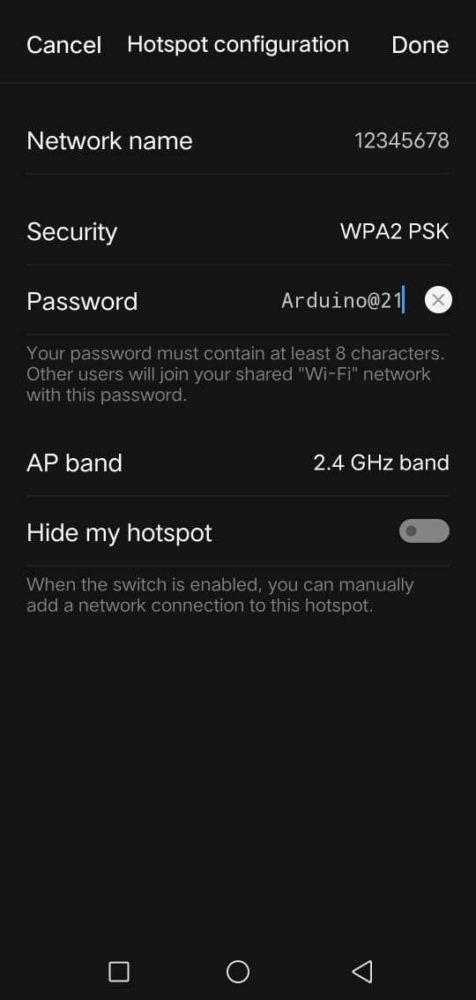 Cancel Hotspot configuration Done
Network name 12345678
Security WPA2 PSK
Password Arduino@21
Your password must contain at least 8 characters.
Other users will join your shared "Wi-Fi" network
with this password.
AP band 2.4 GHz band
Hide my hotspot
When the switch is enabled, you can manually
add a network connection to this hotspot.